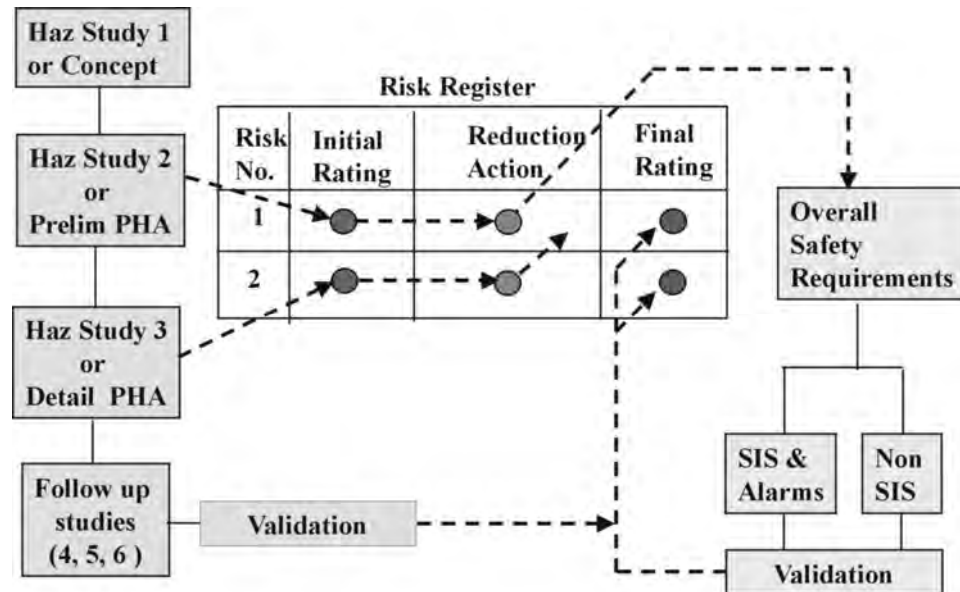 Haz Study 1
or Concept
Haz Study 2
or
Prelim PHA
Haz Study 3
or
Detail PHA
Follow up
studies
(4, 5, 6 )
Validation
Risk Register
Risk
No.
Initial
Rating
Reduction
Action
Final
Rating
1
2
Overall
Safety
Requirements
SIS &
Alarms
Non
SIS
Validation